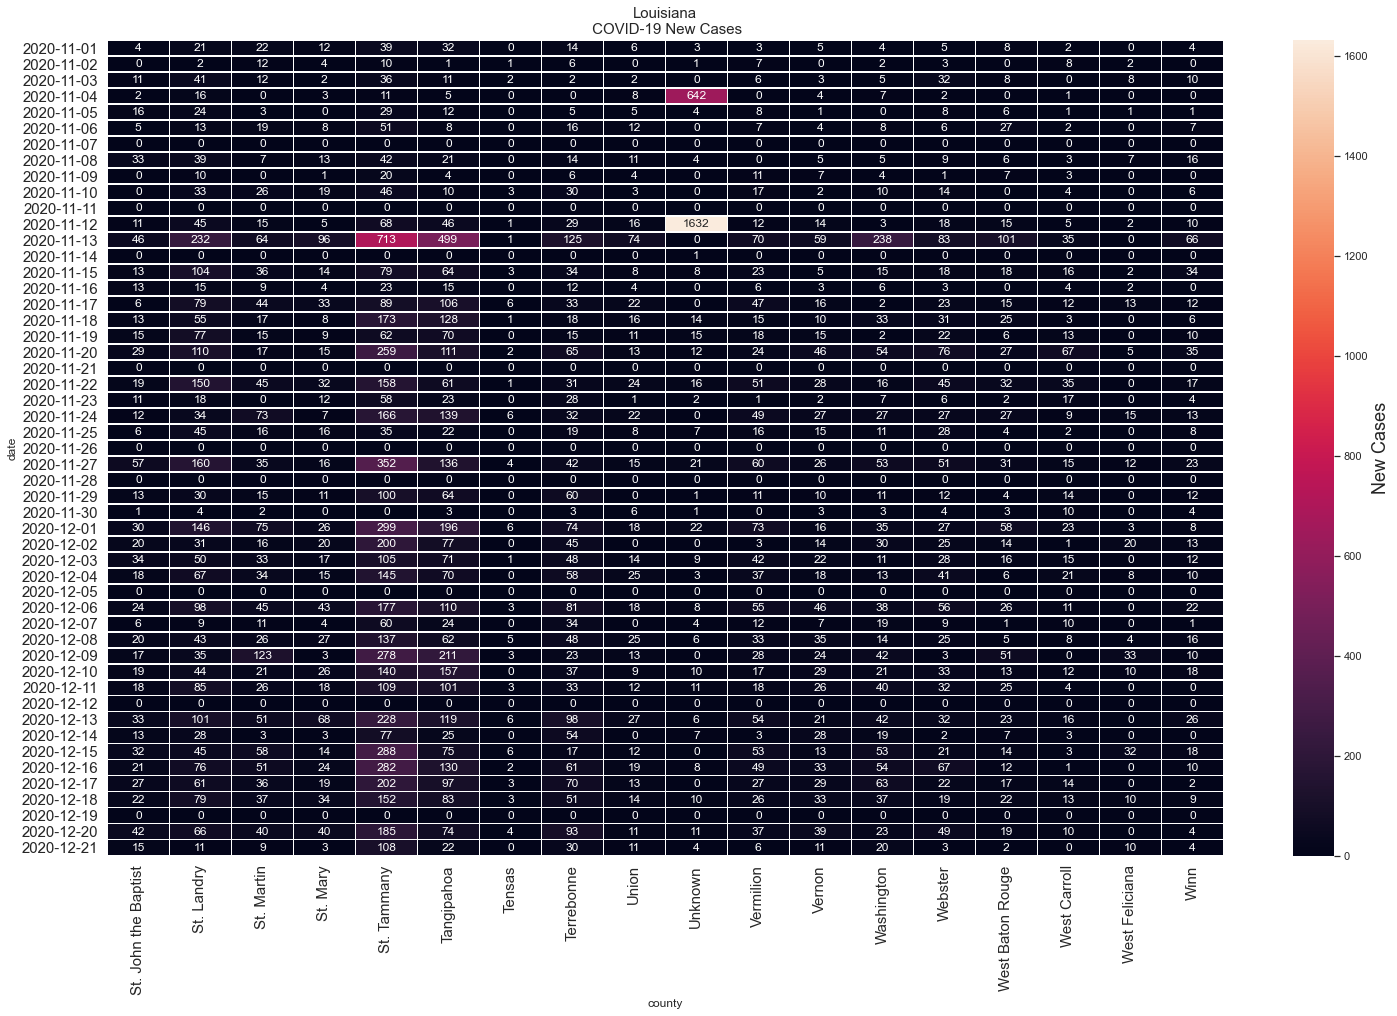 Louisiana
COVID-19 New Cases
2020-11-01 4 21 22 12 39 32 0 14 6 3 3 5 4 5 8 2 0 4
2020-11-02 0 2 12 4 10 1 1 6 0 1 7 0 2 3 0 8 2 0
2020-11-03 11 41 12 2 36 11 2 2 2 0 6 3 5 32 8 0 8 10
2020-11-04 2 16 0 3 11 5 0 0 8 642 0 4 7 2 0 1 0 0
2020-11-05 16 24 3 0 29 12 0 5 5 4 8 1 0 8 6 1 1 1
2020-11-06 5 13 19 8 51 8 0 16 12 0 7 4 8 6 27 2 0 7
2020-11-07 0 0 0 0 0 0 0 0 0 0 0 0 0 0 0 0 0 0
2020-11-08 33 39 7 13 42 21 0 14 11 4 0 5 5 9 6 3 7 16
2020-11-09 0 10 0 1 20 4 0 6 4 0 11 7 4 1 7 3 0 0
2020-11-10 0 33 26 19 46 10 3 30 3 0 17 2 10 14 0 4 0 6
2020-11-11 0 0 0 0 0 0 0 0 0 0 0 0 0 0 0 0 0 0
2020-11-12 11 45 15 5 68 46 1 29 16 1632 12 14 3 18 15 5 2 10
2020-11-13 46 232 64 96 713 499 1 125 74 0 70 59 238 83 101 35 0 66
2020-11-14 0 0 0 0 0 0 0 0 0 1 0 0 0 0 0 0 0 0
2020-11-15 13 104 36 14 79 64 3 34 8 8 23 5 15 18 18 16 2 34
2020-11-16 13 15 9 4 23 15 0 12 4 0 6 3 6 3 0 4 2 0
2020-11-17 6 79 44 33 89 106 6 33 22 0 47 16 2 23 15 12 13 12
2020-11-18 13 55 17 8 173 128 1 18 16 14 15 10 33 31 25 3 0 6
2020-11-19 15 77 15 9 62 70 0 15 11 15 18 15 2 22 6 13 0 10
2020-11-20 29 110 17 15 259 111 2 65 13 12 24 46 54 76 27 67 5 35
2020-11-21 0 0 0 0 0 0 0 0 0 0 0 0 0 0 0 0 0 0
2020-11-22 19 150 45 32 158 61 1 31 24 16 51 28 16 45 32 35 0 17
2020-11-23 11 18 0 12 58 23 0 28 1 2 1 2 7 6 2 17 0 4
2020-11-24 12 34 73 7 166 139 6 32 22 0 49 27 27 27 27 9 15 13
2020-11-25 6 45 16 16 35 22 0 19 8 7 16 15 11 28 4 2 0 8
2020-11-26 0 0 0 0 0 0 0 0 0 0 0 0 0 0 0 0 0 0
2020-11-27 57 160 35 16 352 136 4 42 15 21 60 26 53 51 31 15 12 23
2020-11-28 0 0 0 0 0 0 0 0 0 0 0 0 0 0 0 0 0 0
2020-11-29 13 30 15 11 100 64 0 60 0 1 11 10 11 12 4 14 0 12
2020-11-30 1 4 2 0 0 3 0 3 6 1 0 3 3 4 3 10 0 4
2020-12-01 30 146 75 26 299 196 6 74 18 22 73 16 35 27 58 23 3 8
2020-12-02 20 31 16 20 200 77 0 45 0 0 3 14 30 25 14 1 20 13
2020-12-03 34 50 33 17 105 71 1 48 14 9 42 22 11 28 16 15 0 12
2020-12-04 18 67 34 15 145 70 0 58 25 3 37 18 13 41 6 21 8 10
2020-12-05 0 0 0 0 0 0 0 0 0 0 0 0 0 0 0 0 0 0
2020-12-06 24 98 45 43 177 110 3 81 18 8 55 46 38 56 26 11 0 22
2020-12-07 6 9 11 4 60 24 0 34 0 4 12 7 19 9 1 10 0 1
2020-12-08 20 43 26 27 137 62 5 48 25 6 33 35 14 25 5 8 4 16
2020-12-09 17 35 123 3 278 211 3 23 13 0 28 24 42 3 51 0 33 10
2020-12-10 19 44 21 26 140 157 0 37 9 10 17 29 21 33 13 12 10 18
2020-12-11 18 85 26 18 109 101 3 33 12 11 18 26 40 32 25 4 0 0
2020-12-12 0 0 0 0 0 0 0 0 0 0 0 0 0 0 0 0 0 0
2020-12-13 33 101 51 68 228 119 6 98 27 6 54 21 42 32 23 16 0 26
2020-12-14 13 28 3 3 77 25 0 54 0 7 3 28 19 2 7 3 0 0
2020-12-15 32 45 58 14 288 75 6 17 12 0 53 13 53 21 14 3 32 18
2020-12-16 21 76 51 24 282 130 2 61 19 8 49 33 54 67 12 1 0 10
2020-12-17 27 61 36 19 202 97 3 70 13 0 27 29 63 22 17 14 0 2
2020-12-18 22 79 37 34 152 83 3 51 14 10 26 33 37 19 22 13 10 9
2020-12-19 0 0 0 0 0 0 0 0 0 0 0 0 0 0 0 0 0 0
2020-12-20 42 66 40 40 185 74 4 93 11 11 37 39 23 49 19 10 0 4
2020-12-21 15 11 9 3 108 22 0 30 11 4 6 11 20 3 2 0 10 4
date
St. John the Baptist
St. Landry
St. Martin
St. Mary
St. Tammany
Tangipahoa
Tensas
Terrebonne
Union
Unknown
Vermilion
Vernon
Washington
Webster
West Baton Rouge
West Carroll
West Feliciana
Winn
county
1600
1400
1200
1000
800
600
400
200
0
New Cases